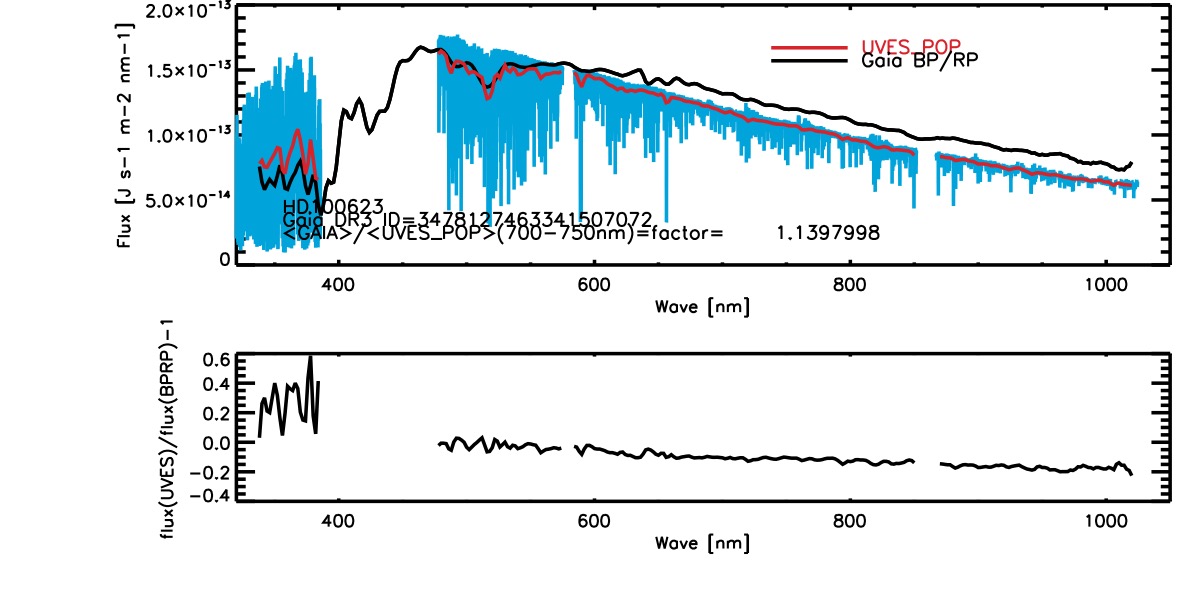 2.0×10−13
1.5×10−13
1.0×10−13
5.0×10−14
0
Flux [J s−1 m−2 nm−1]
UVES_POP
Gaia BP/RP
HD100623
Gaia DR3 ID=3478127463341507072
<GAIA>/<UVES_POP>(700−750nm)=factor= 1.1397998
400 600 800 1000
Wave [nm]
flux(UVES)/flux(BPRP)−1
0.6
0.4
0.2
0.0
−0.2
−0.4
400 600 800 1000
Wave [nm]